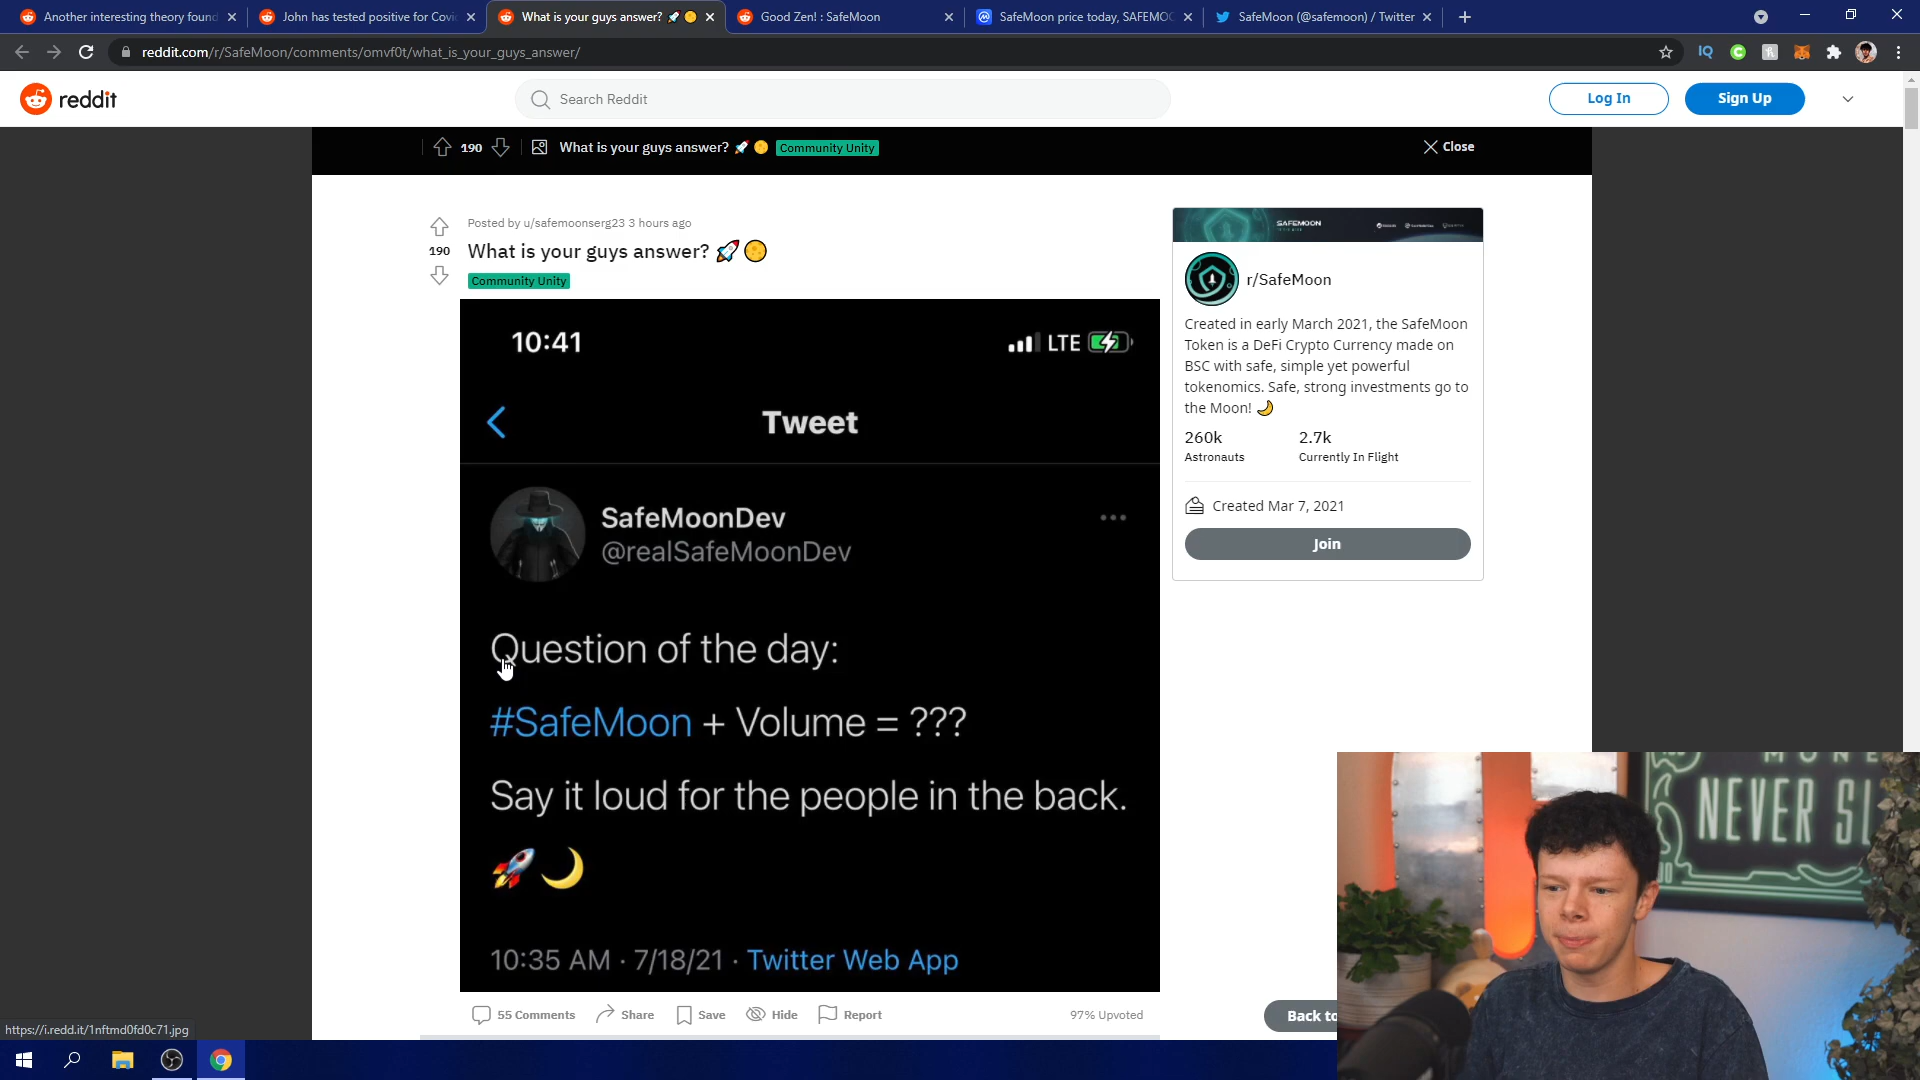 Another interesting theory found
John has tested positive for Covi
What is your guys answer? 🚀🌕
Good Zen! : SafeMoon
SafeMoon price today, SAFEMOO
SafeMoon (@safemoon) / Twitter
reddit.com/r/SafeMoon/comments/omvf0t/what_is_your_guys_answer/
IQ
reddit
Search Reddit
Log In
Sign Up
190
What is your guys answer? 🚀🌕
Community Unity
Close
Posted by u/safemoonserg23 3 hours ago
190
What is your guys answer? 🚀🌕
Community Unity
10:41
LTE
Tweet
SafeMoonDev
@realSafeMoonDev
Question of the day:
#SafeMoon + Volume = ???
Say it loud for the people in the back.
🚀🌙
10:35 AM · 7/18/21 · Twitter Web App
55 Comments
Share
Save
Hide
Report
97% Upvoted
SAFEMOON
r/SafeMoon
Created in early March 2021, the SafeMoon
Token is a DeFi Crypto Currency made on
BSC with safe, simple yet powerful
tokenomics. Safe, strong investments go to
the Moon! 🌙
260k
2.7k
Astronauts
Currently In Flight
Created Mar 7, 2021
Join
Back to
NEVER SL
https://i.redd.it/1nftmd0fd0c71.jpg